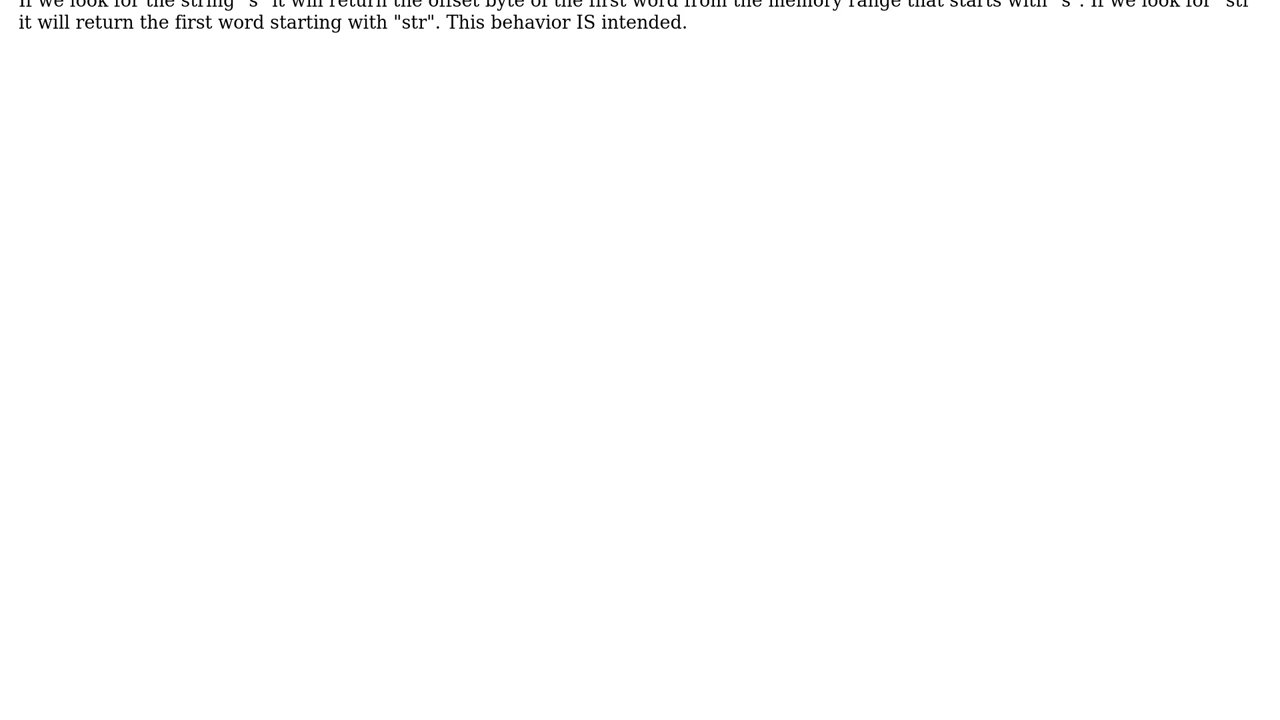 If we look for the string "s" it will return the offset byte of the first word from the memory range that starts with "s". If we look for "str"
it will return the first word starting with "str". This behavior IS intended.